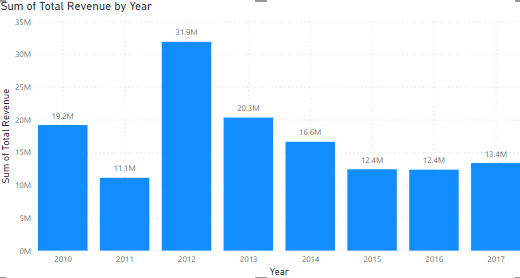 Sum of Total Revenue by Year
Sum of Total Revenue
35M
30M
25M
20M
15M
10M
5M
0M
19.2M
11.1M
31.9M
20.3M
16.6M
12.4M
12.4M
13.4M
2010
2011
2012
2013
2014
2015
2016
2017
Year